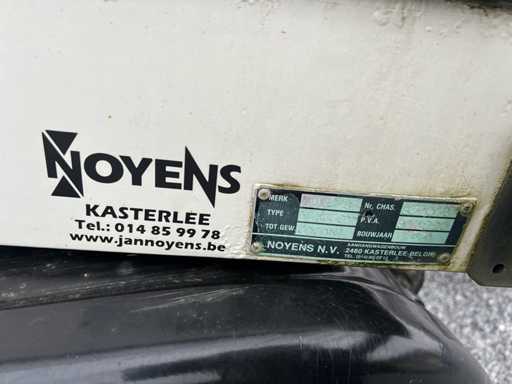 NOYENS
KASTERLEE
Tel.: 014 85 99 78
www.jannoyens.be
MERK Nr. CHAS.
TYPE P.V.A.
TOT GEW. BOUWJAAR
NOYENS N.V. AANHANGWAGENBOUW
2460 KASTERLEE-BELGIE